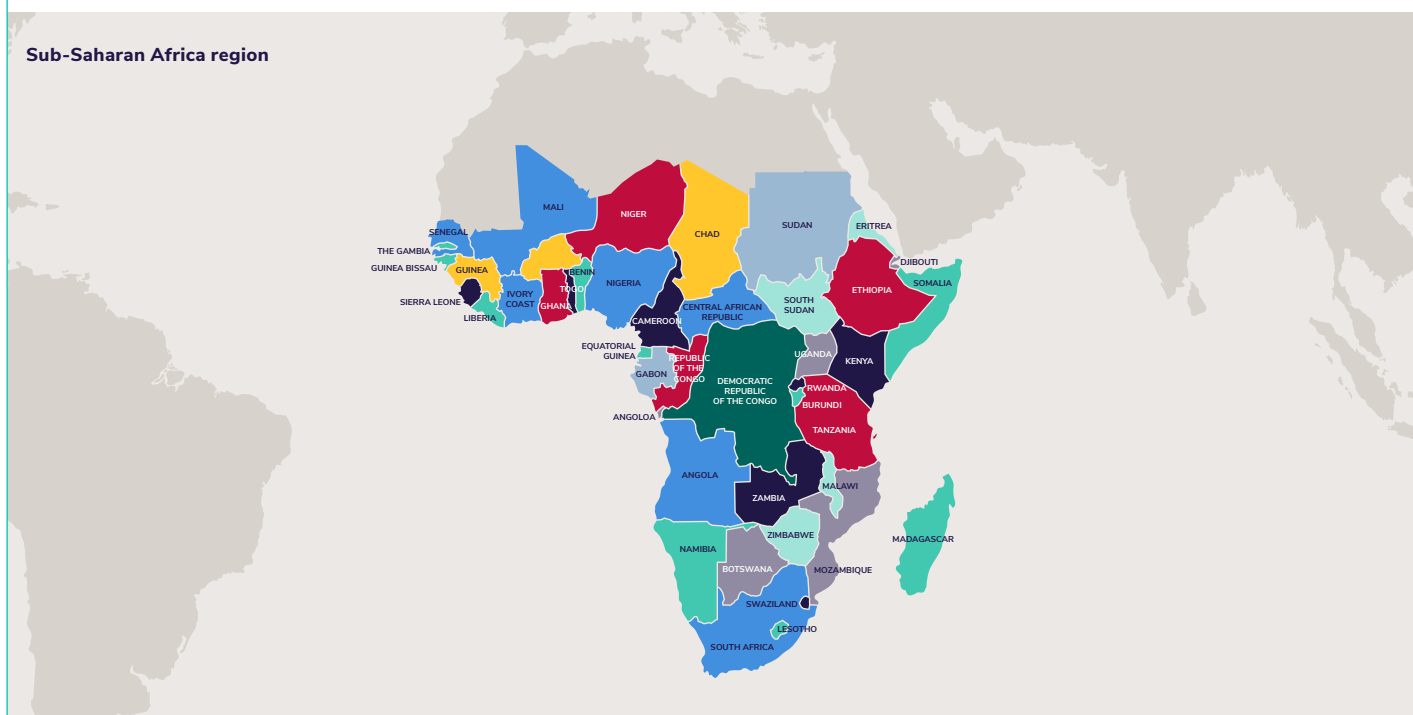 Sub-Saharan Africa region
MALI
NIGER
CHAD
SUDAN
ERITREA
SENEGAL
THE GAMBIA
GUINEA BISSAU
GUINEA
SIERRA LEONE
LIBERIA
IVORY
COAST
GHANA
TOGO
BENIN
NIGERIA
CAMEROON
CENTRAL AFRICAN
REPUBLIC
SOUTH
SUDAN
ETHIOPIA
DJIBOUTI
SOMALIA
EQUATORIAL
GUINEA
GABON
REPUBLIC
OF THE
CONGO
DEMOCRATIC
REPUBLIC
OF THE CONGO
UGANDA
KENYA
RWANDA
BURUNDI
TANZANIA
ANGOLOA
ANGOLA
ZAMBIA
MALAWI
NAMIBIA
BOTSWANA
ZIMBABWE
MOZAMBIQUE
MADAGASCAR
SWAZILAND
LESOTHO
SOUTH AFRICA